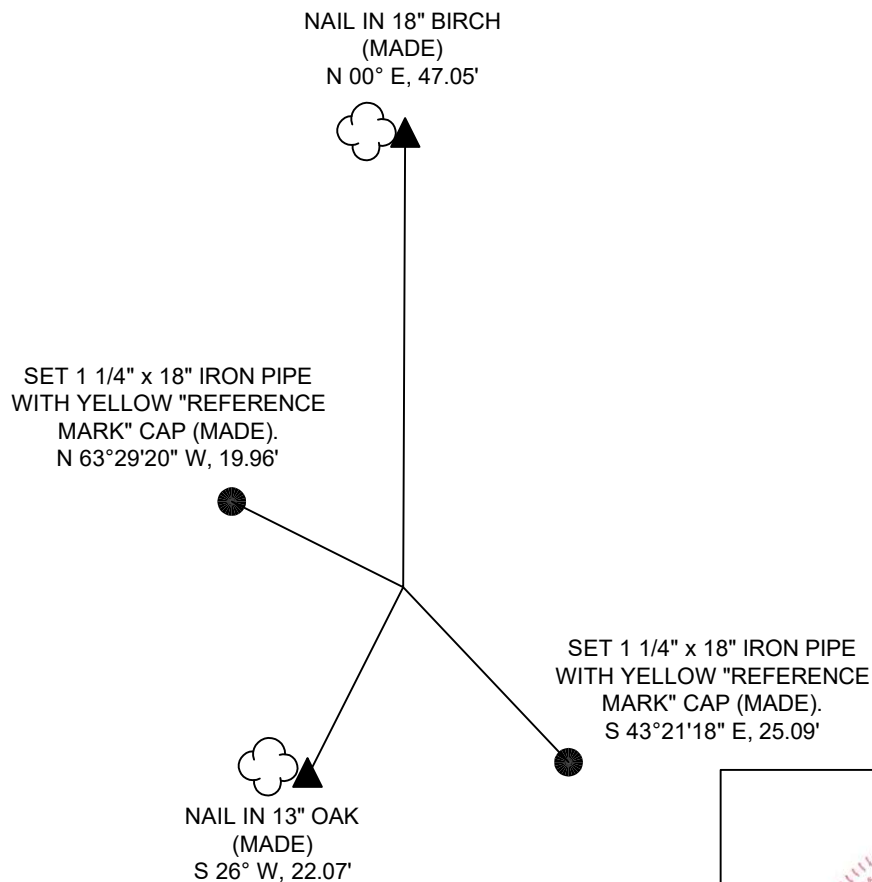 NAIL IN 18" BIRCH
(MADE)
N 00° E, 47.05'
SET 1 1/4" x 18" IRON PIPE
WITH YELLOW "REFERENCE
MARK" CAP (MADE).
N 63°29'20" W, 19.96'
SET 1 1/4" x 18" IRON PIPE
WITH YELLOW "REFERENCE
MARK" CAP (MADE).
S 43°21'18" E, 25.09'
NAIL IN 13" OAK
(MADE)
S 26° W, 22.07'